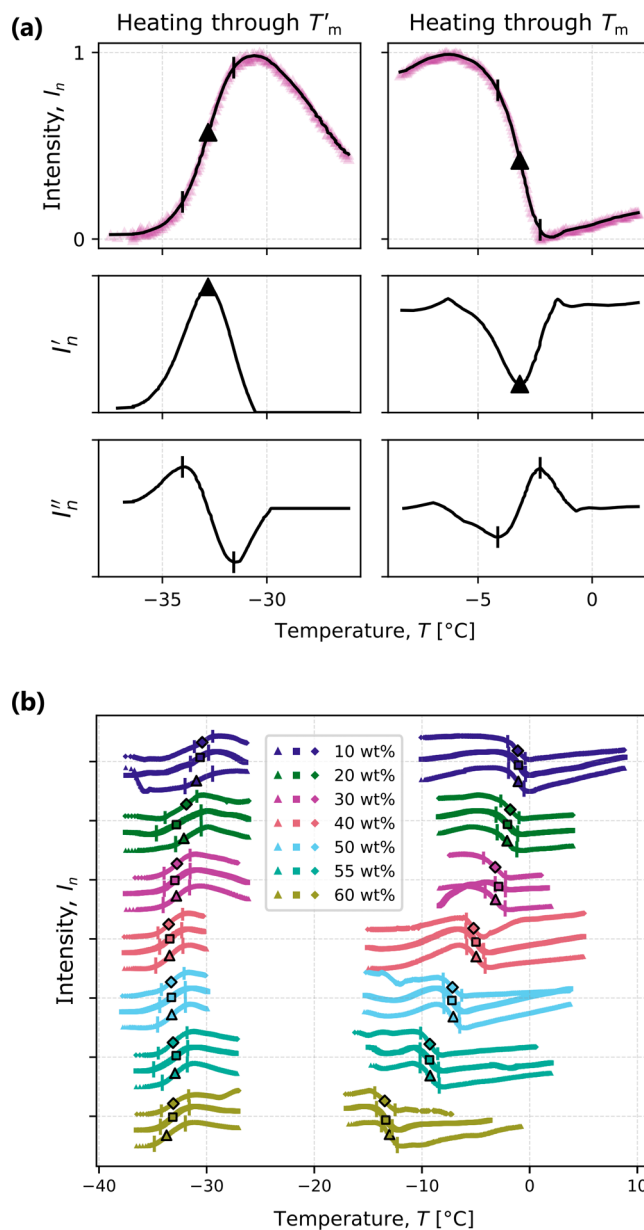 (a)
Heating through T′m
Heating through Tm
Intensity, In
1
0
I′n
I″n
−35
−30
−5
0
Temperature, T [°C]
(b)
Intensity, In
10 wt%
20 wt%
30 wt%
40 wt%
50 wt%
55 wt%
60 wt%
−40
−30
−20
−10
0
10
Temperature, T [°C]